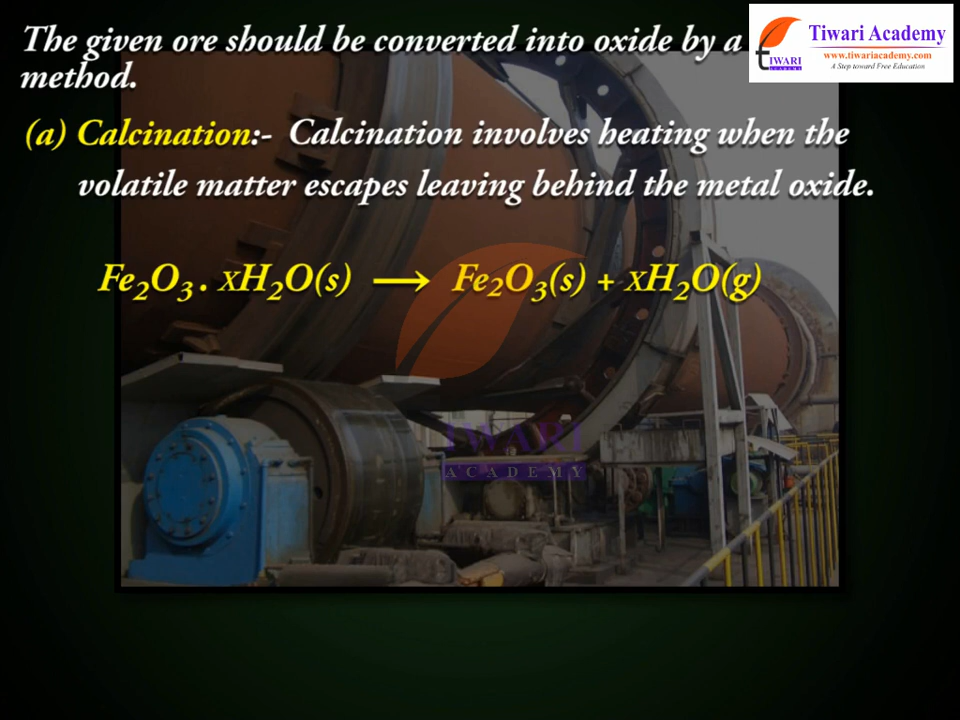 The given ore should be converted into oxide by a
method.
(a) Calcination:- Calcination involves heating when the
volatile matter escapes leaving behind the metal oxide.
Fe₂O₃ . xH₂O(s) ⟶ Fe₂O₃(s) + xH₂O(g)
Tiwari Academy
www.tiwariacademy.com
A Step toward Free Education
tIWARI
ACADEMY
IWARI
ACADEMY